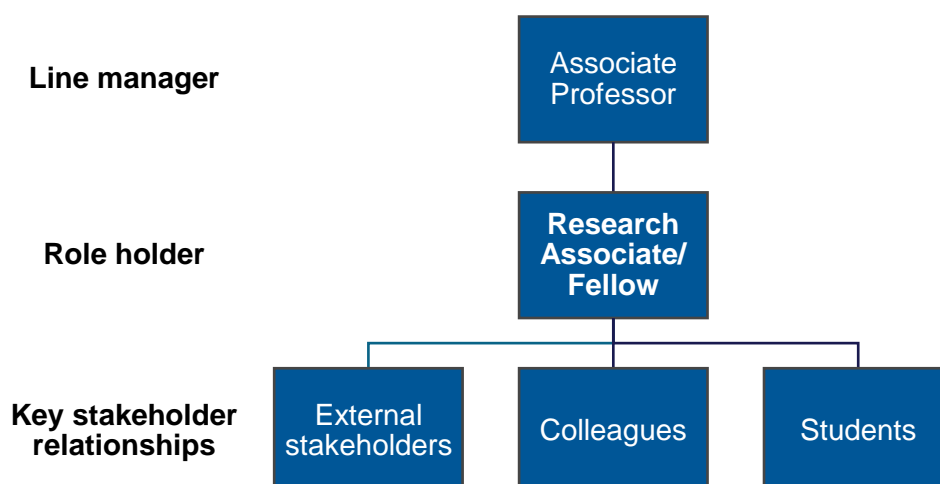 Line manager
Associate
Professor
Role holder
Research
Associate/
Fellow
Key stakeholder
relationships
External
stakeholders
Colleagues
Students